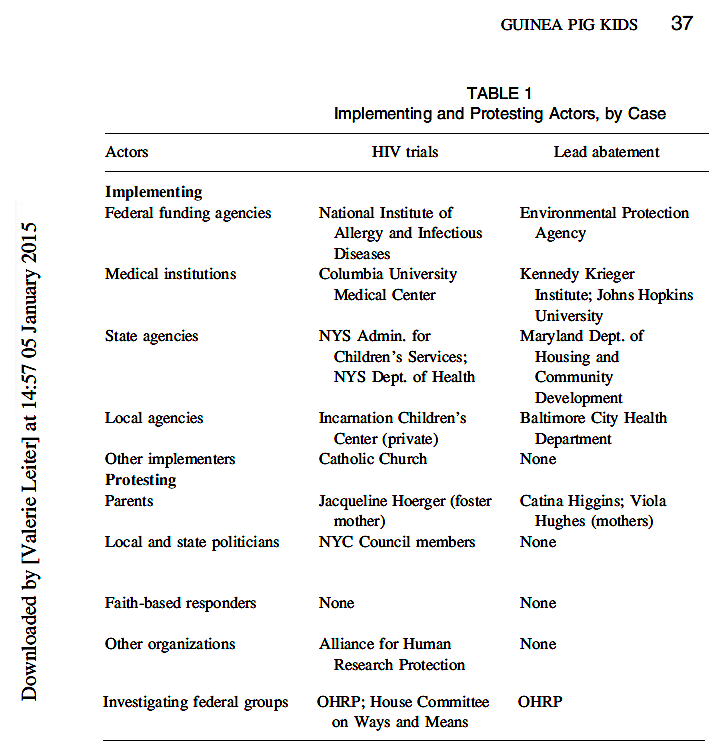 GUINEA PIG KIDS 37
TABLE 1
Implementing and Protesting Actors, by Case
Actors HIV trials Lead abatement
Implementing
Federal funding agencies National Institute of Environmental Protection
Allergy and Infectious Agency
Diseases
Medical institutions Columbia University Kennedy Krieger
Medical Center Institute; Johns Hopkins
University
State agencies NYS Admin. for Maryland Dept. of
Children's Services; Housing and
NYS Dept. of Health Community
Development
Local agencies Incarnation Children's Baltimore City Health
Center (private) Department
Other implementers Catholic Church None
Protesting
Parents Jacqueline Hoerger (foster Catina Higgins; Viola
mother) Hughes (mothers)
Local and state politicians NYC Council members None
Faith-based responders None None
Other organizations Alliance for Human None
Research Protection
Investigating federal groups OHRP; House Committee OHRP
on Ways and Means
Downloaded by [Valerie Leiter] at 14:57 05 January 2015